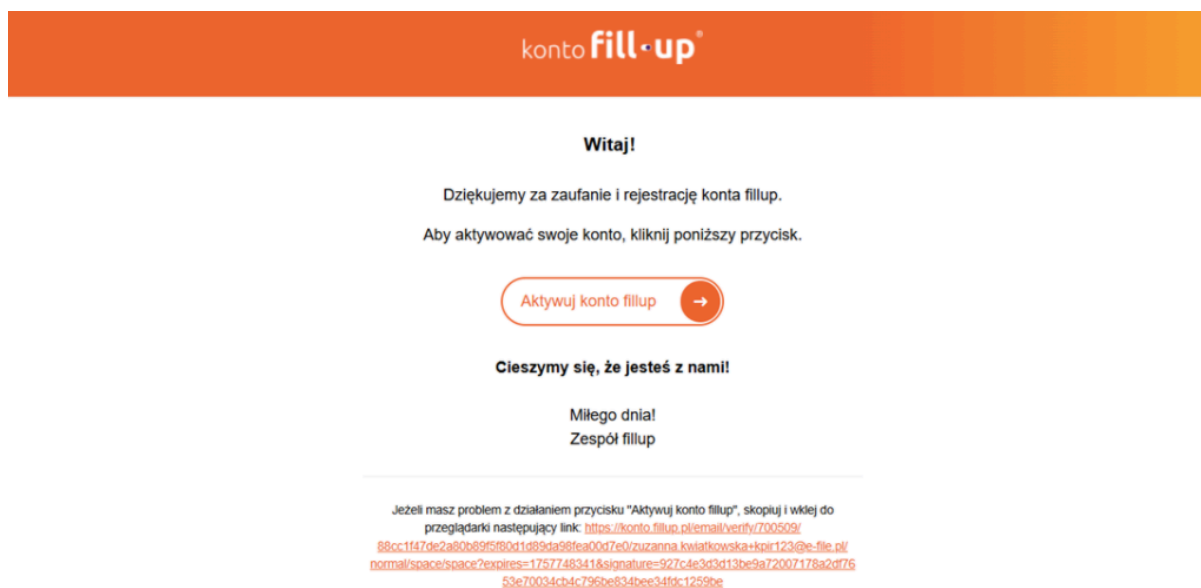 konto fill·up®
Witaj!
Dziękujemy za zaufanie i rejestrację konta fillup.
Aby aktywować swoje konto, kliknij poniższy przycisk.
Aktywuj konto fillup
Cieszymy się, że jesteś z nami!
Miłego dnia!
Zespół fillup
Jeżeli masz problem z działaniem przycisku "Aktywuj konto fillup", skopiuj i wklej do
przeglądarki następujący link: https://konto.fillup.pl/email/verify/700509/
88cc1f47de2a80b89f5f80d1d89da98fea00d7e0/zuzanna.kwiatkowska+kpir123@e-file.pl/
normal/space/space?expires=1757748341&signature=927c4e3d3d13be9a72007178a2df76
53e70034cb4c796be834bee34fdc1259be